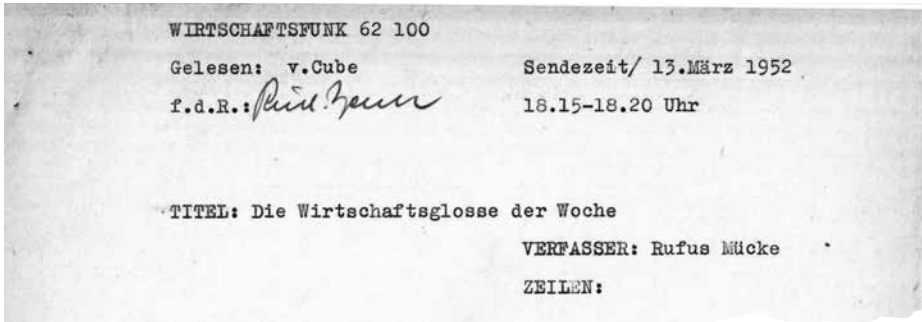 WIRTSCHAFTSFUNK 62 100
Gelesen: v.Cube
Sendezeit/ 13.März 1952
f.d.R.:
18.15-18.20 Uhr
TITEL: Die Wirtschaftsglosse der Woche
VERFASSER: Rufus Mücke
ZEILEN: